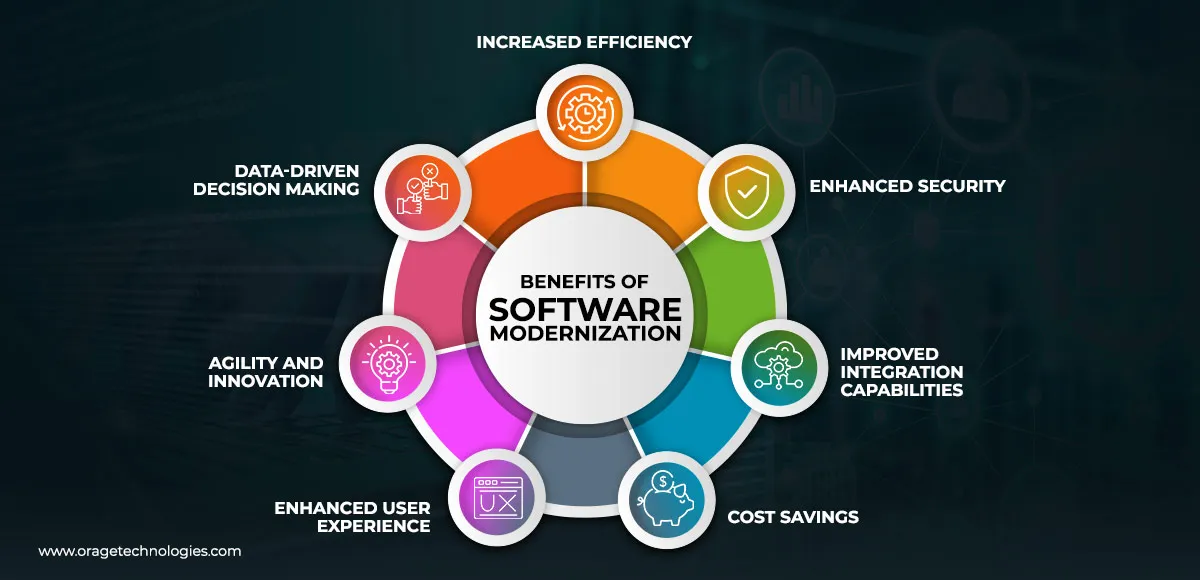 INCREASED EFFICIENCY
DATA-DRIVEN
DECISION MAKING
ENHANCED SECURITY
BENEFITS OF
SOFTWARE
MODERNIZATION
AGILITY AND
INNOVATION
IMPROVED
INTEGRATION
CAPABILITIES
$
UX
ENHANCED USER
EXPERIENCE
COST SAVINGS
www.oragetechnologies.com